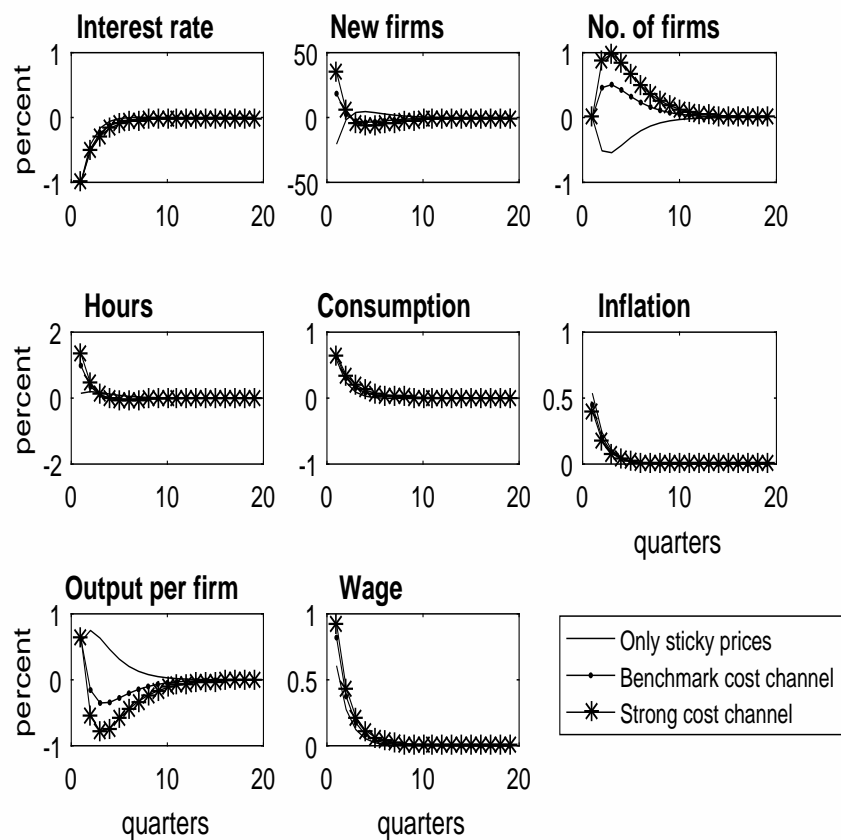 Interest rate
New firms
No. of firms
percent
1
0
-1
0 10 20
50
0
-50
0 10 20
1
0
-1
0 10 20
Hours
Consumption
Inflation
percent
2
0
-2
0 10 20
1
0
-1
0 10 20
1
0.5
0
0 10 20
quarters
Output per firm
Wage
percent
1
0
-1
0 10 20
quarters
1
0.5
0
0 10 20
quarters
Only sticky prices
Benchmark cost channel
Strong cost channel